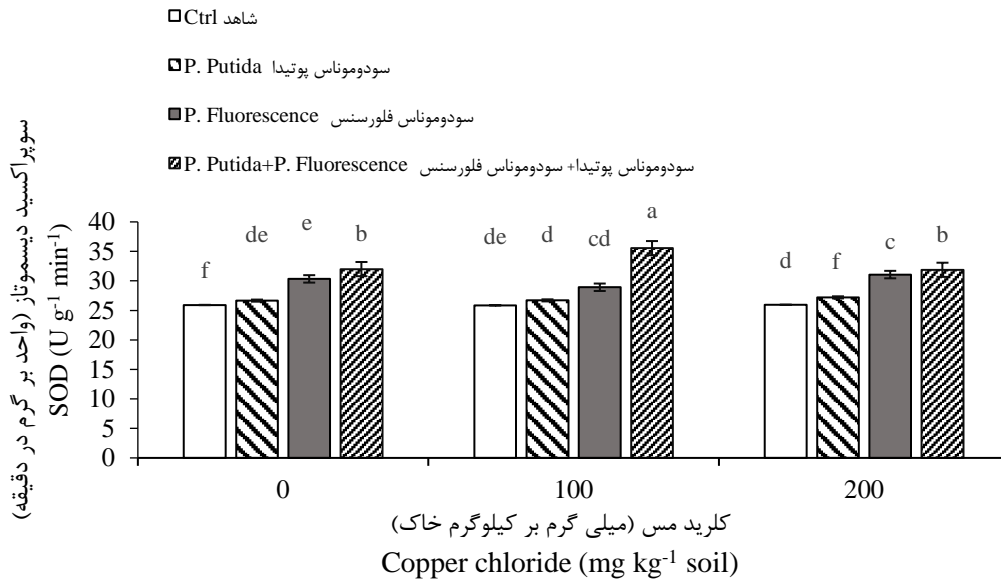 Ctrl شاهد
P. Putida سودوموناس پوتیدا
P. Fluorescence سودوموناس فلورسنس
P. Putida+P. Fluorescence سودوموناس پوتیدا+ سودوموناس فلورسنس
سوپراکسید دیسموتاز (واحد بر گرم در دقیقه)
SOD (U g⁻¹ min⁻¹)
40
35
30
25
20
15
10
5
0
f de e b de d cd a d f c b
0 100 200
کلرید مس (میلی گرم بر کیلوگرم خاک)
Copper chloride (mg kg⁻¹ soil)